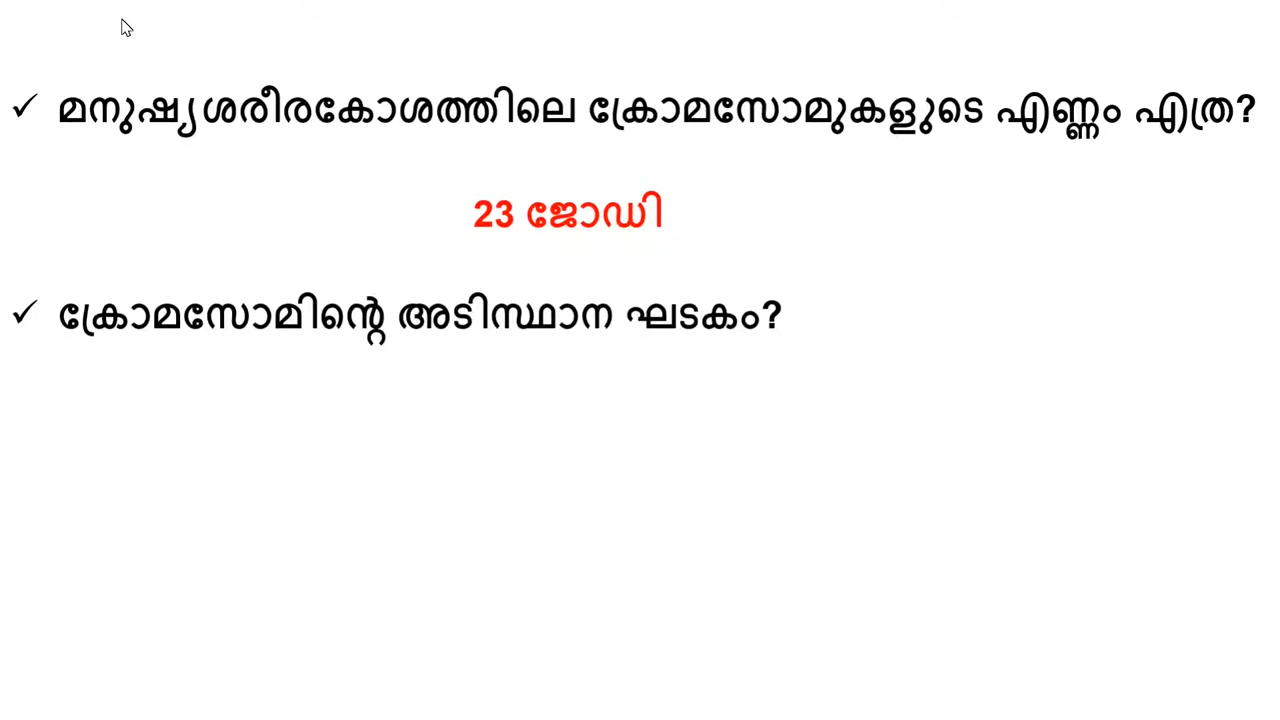 ✓ മനുഷ്യശരീരകോശത്തിലെ ക്രോമസോമുകളുടെ എണ്ണം എത്ര?
23 ജോഡി
✓ ക്രോമസോമിന്റെ അടിസ്ഥാന ഘടകം?